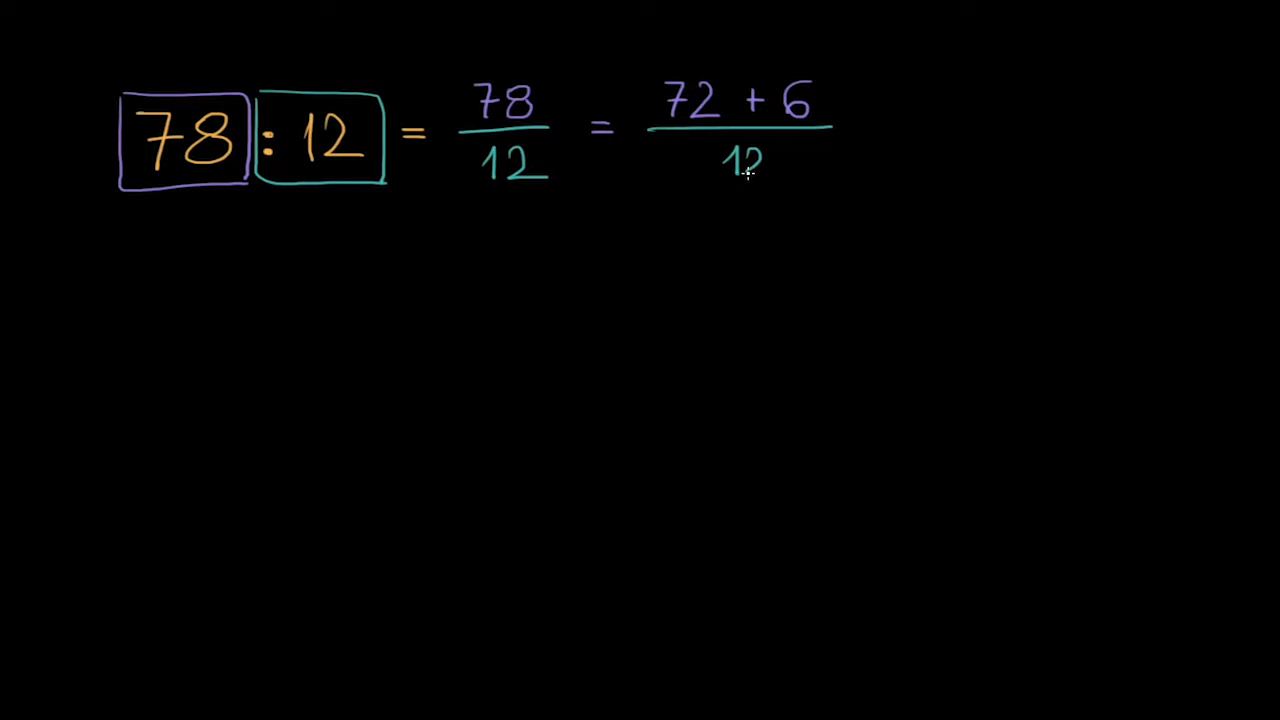 78 : 12 = 78/12 = (72 + 6)/12